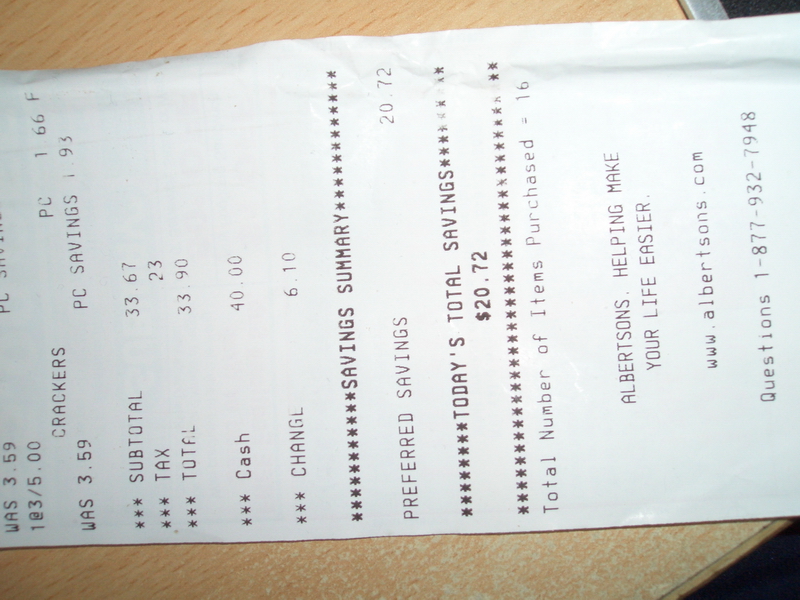 WAS 3.59 PC
1@3/5.00
CRACKERS PC 1 66 F
WAS 3.59 PC SAVINGS 1.93
*** SUBTOTAL 33.67
*** TAX 23
*** TOTAL 33.90
*** Cash 40.00
*** CHANGE 6.10
***********SAVINGS SUMMARY***********
PREFERRED SAVINGS 20.72
********TODAY'S TOTAL SAVINGS********
$20.72
**************************************
Total Number of Items Purchased = 16
ALBERTSONS. HELPING MAKE
YOUR LIFE EASIER.
www.albertsons.com
Questions 1-877-932-7948